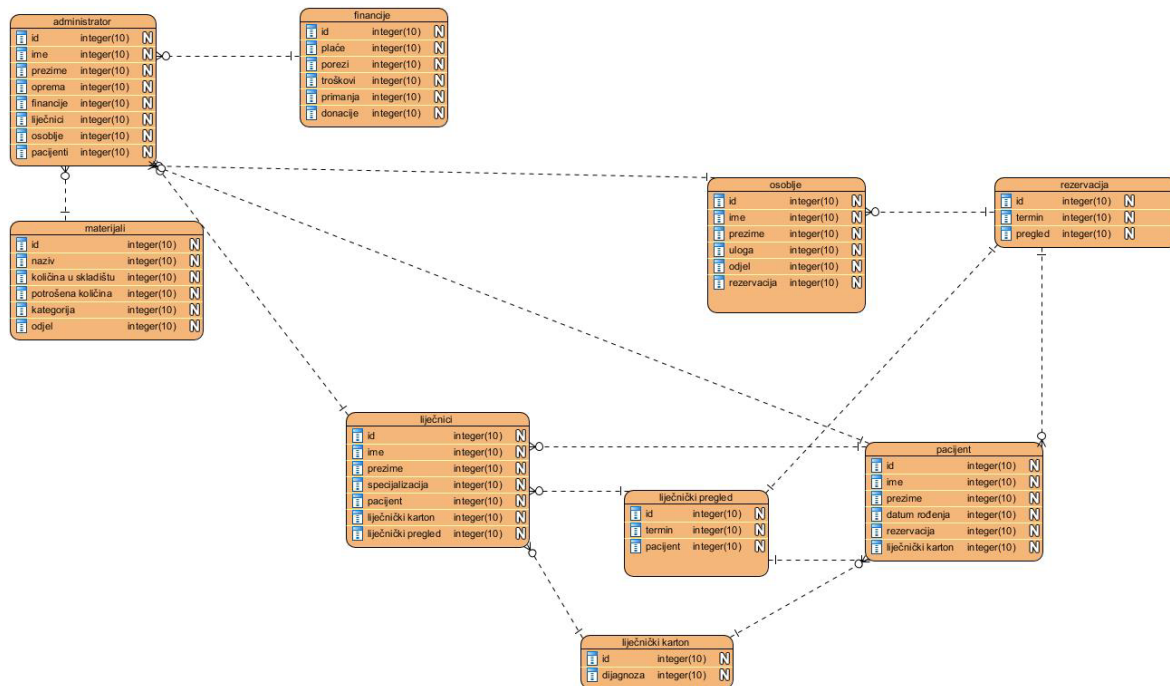 administrator
id integer(10) N
ime integer(10) N
prezime integer(10) N
oprema integer(10) N
financije integer(10) N
liječnici integer(10) N
osoblje integer(10) N
pacijenti integer(10) N
financije
id integer(10) N
plaće integer(10) N
porezi integer(10) N
troškovi integer(10) N
primanja integer(10) N
donacije integer(10) N
materijali
id integer(10) N
naziv integer(10) N
količina u skladištu integer(10) N
potrošena količina integer(10) N
kategorija integer(10) N
odjel integer(10) N
osoblje
id integer(10) N
ime integer(10) N
prezime integer(10) N
uloga integer(10) N
odjel integer(10) N
rezervacija integer(10) N
rezervacija
id integer(10) N
termin integer(10) N
pregled integer(10) N
liječnici
id integer(10) N
ime integer(10) N
prezime integer(10) N
specijalizacija integer(10) N
pacijent integer(10) N
liječnički karton integer(10) N
liječnički pregled integer(10) N
liječnički pregled
id integer(10) N
termin integer(10) N
pacijent integer(10) N
pacijent
id integer(10) N
ime integer(10) N
prezime integer(10) N
datum rođenja integer(10) N
rezervacija integer(10) N
liječnički karton integer(10) N
liječnički karton
id integer(10) N
dijagnoza integer(10) N